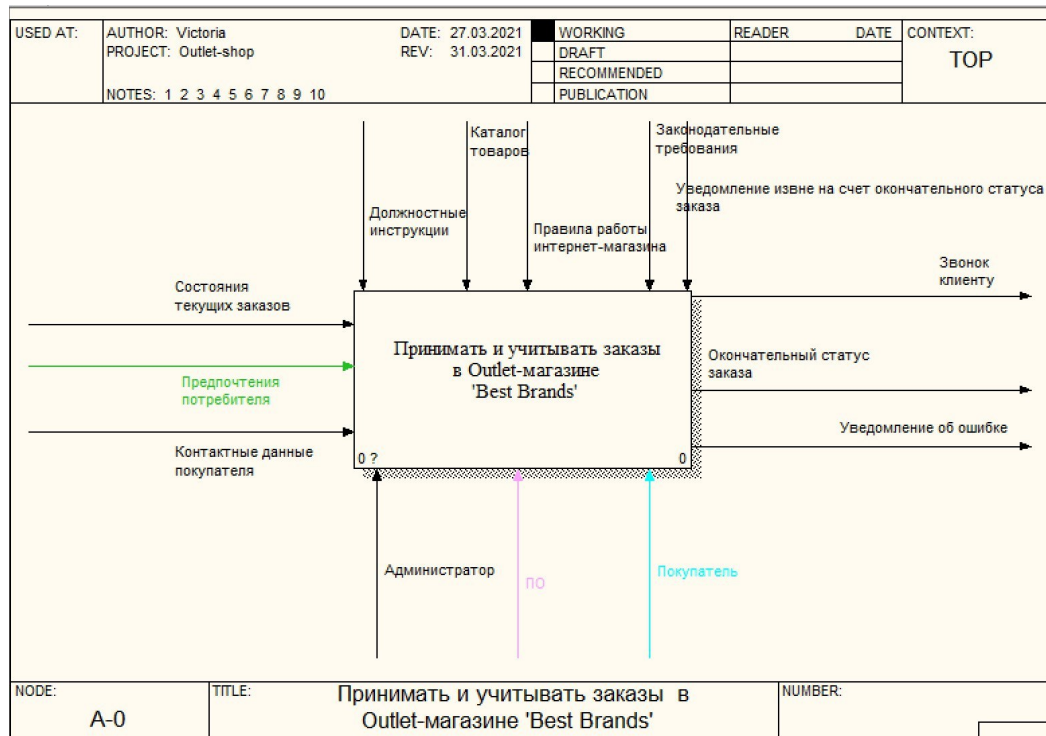 USED AT:
AUTHOR: Victoria
DATE: 27.03.2021
PROJECT: Outlet-shop
REV: 31.03.2021
NOTES: 1 2 3 4 5 6 7 8 9 10
WORKING
DRAFT
RECOMMENDED
PUBLICATION
READER DATE
CONTEXT:
TOP
Каталог
товаров
Законодательные
требования
Должностные
инструкции
Правила работы
интернет-магазина
Уведомление извне на счет окончательного статуса
заказа
Состояния
текущих заказов
Предпочтения
потребителя
Контактные данные
покупателя
Принимать и учитывать заказы
в Outlet-магазине
'Best Brands'
0 ?
0
Звонок
клиенту
Окончательный статус
заказа
Уведомление об ошибке
Администратор
ПО
Покупатель
NODE:
A-0
TITLE:
Принимать и учитывать заказы в
Outlet-магазине 'Best Brands'
NUMBER: